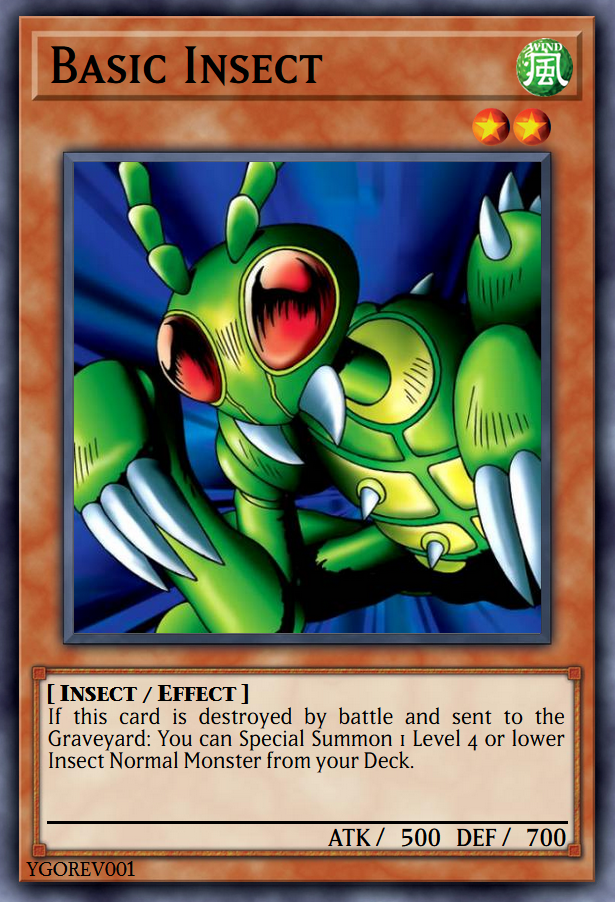 Basic Insect
WIND
風
[ Insect / Effect ]
If this card is destroyed by battle and sent to the
Graveyard: You can Special Summon 1 Level 4 or lower
Insect Normal Monster from your Deck.
ATK / 500 DEF / 700
YGOREV001